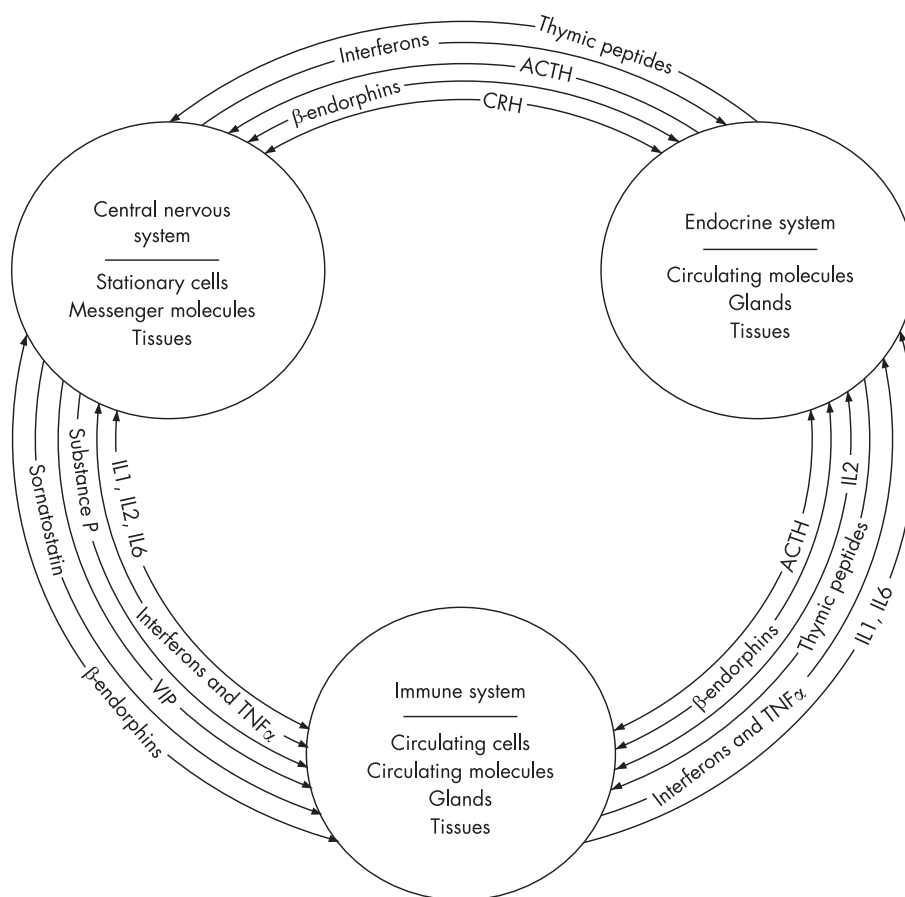 Thymic peptides
Interferons
ACTH
β-endorphins
CRH
Central nervous
system
Stationary cells
Messenger molecules
Tissues
Endocrine system
Circulating molecules
Glands
Tissues
Sornatostatin
Substance P
IL1, IL2, IL6
β-endorphins
VIP
Interferons and TNFα
IL2
ACTH
Thymic peptides
IL1, IL6
β-endorphins
Interferons and TNFα
Immune system
Circulating cells
Circulating molecules
Glands
Tissues